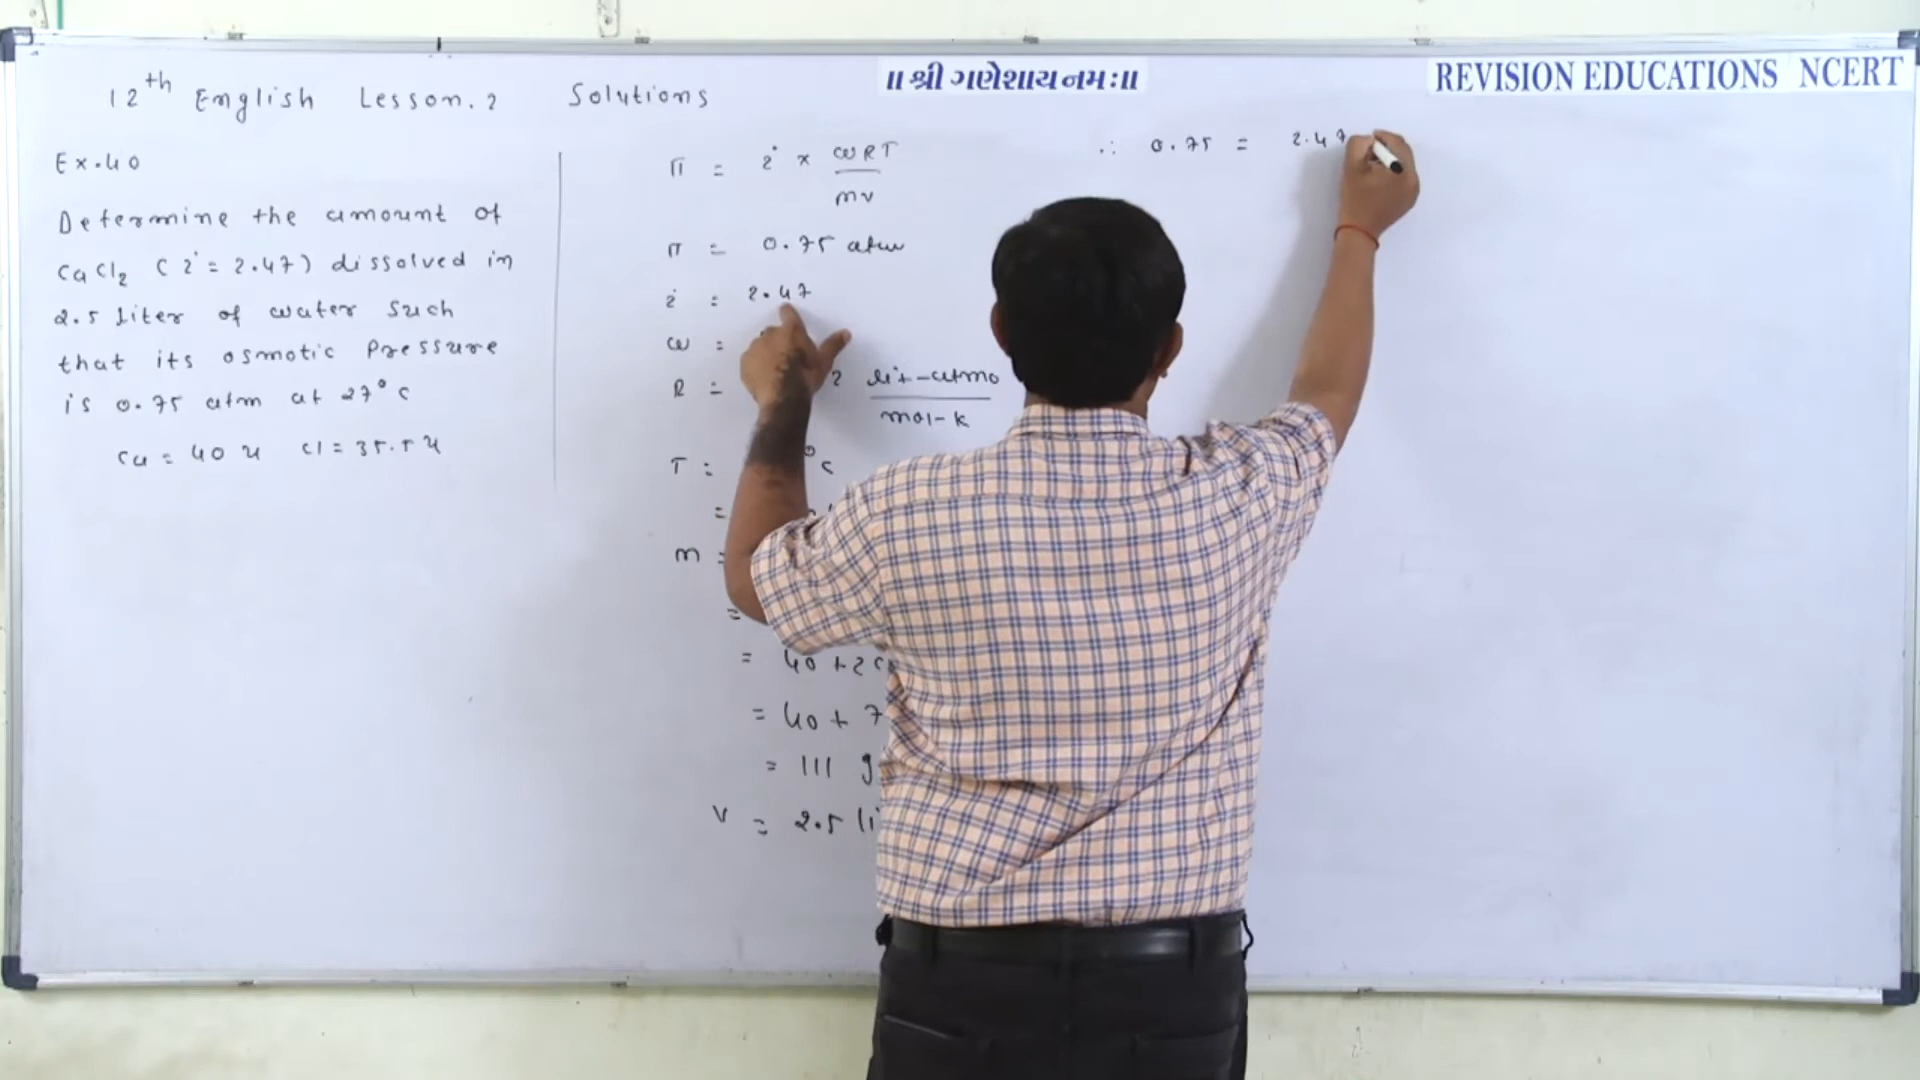 ॥ શ્રી ગણેશાય નમઃ ॥
REVISION EDUCATIONS NCERT
12th English Lesson.2 Solutions
Ex.40
Determine the amount of
CaCl2 (i = 2.47) dissolved in
2.5 liter of water such
that its osmotic Pressure
is 0.75 atm at 27°C
Ca = 40 u Cl = 35.5 u
π = i × WRT
mv
π = 0.75 atm
i = 2.47
W =
R = 2 lit-atmo
mol-K
T = °C
=
m =
=
= 40 + 2(
= 40 + 7
= 111 g
V = 2.5 li
∴ 0.75 = 2.47